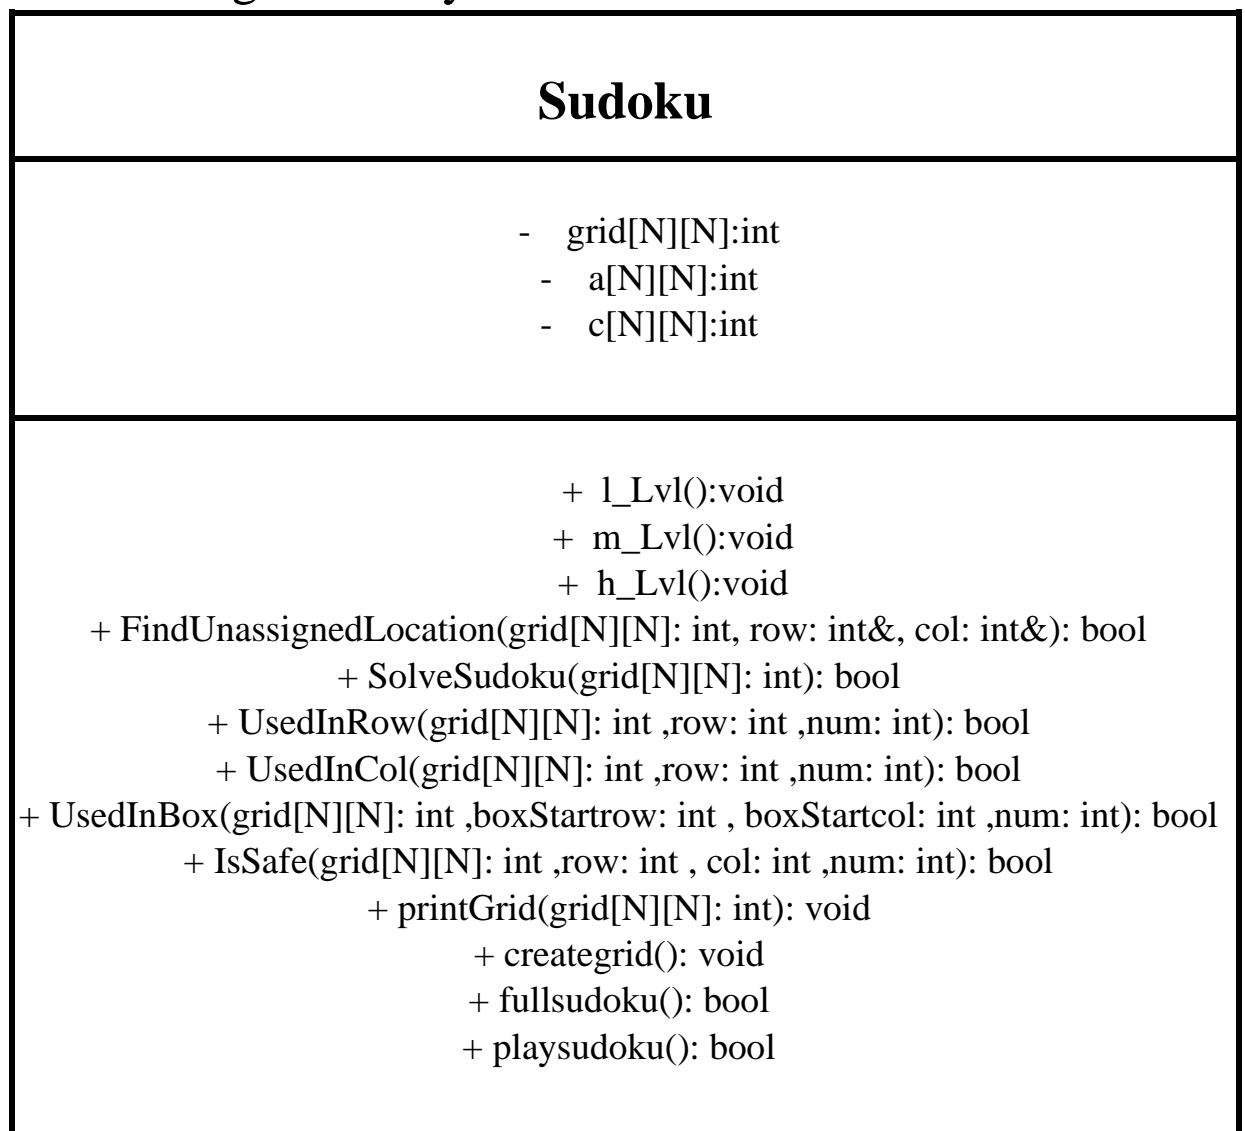 Sudoku
- grid[N][N]:int
- a[N][N]:int
- c[N][N]:int
+ l_Lvl():void
+ m_Lvl():void
+ h_Lvl():void
+ FindUnassignedLocation(grid[N][N]: int, row: int&, col: int&): bool
+ SolveSudoku(grid[N][N]: int): bool
+ UsedInRow(grid[N][N]: int ,row: int ,num: int): bool
+ UsedInCol(grid[N][N]: int ,row: int ,num: int): bool
+ UsedInBox(grid[N][N]: int ,boxStartrow: int , boxStartcol: int ,num: int): bool
+ IsSafe(grid[N][N]: int ,row: int , col: int ,num: int): bool
+ printGrid(grid[N][N]: int): void
+ creategrid(): void
+ fullsudoku(): bool
+ playsudoku(): bool